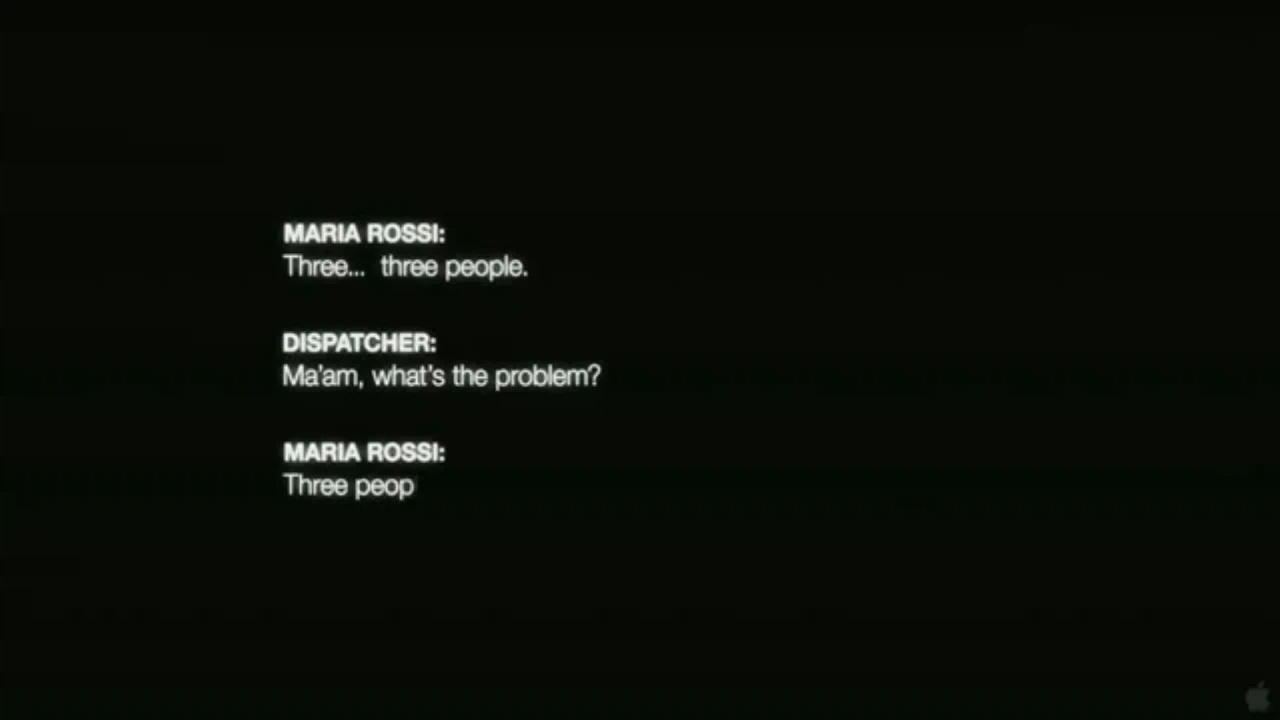 MARIA ROSSI:
Three... three people.
DISPATCHER:
Ma'am, what's the problem?
MARIA ROSSI:
Three peop